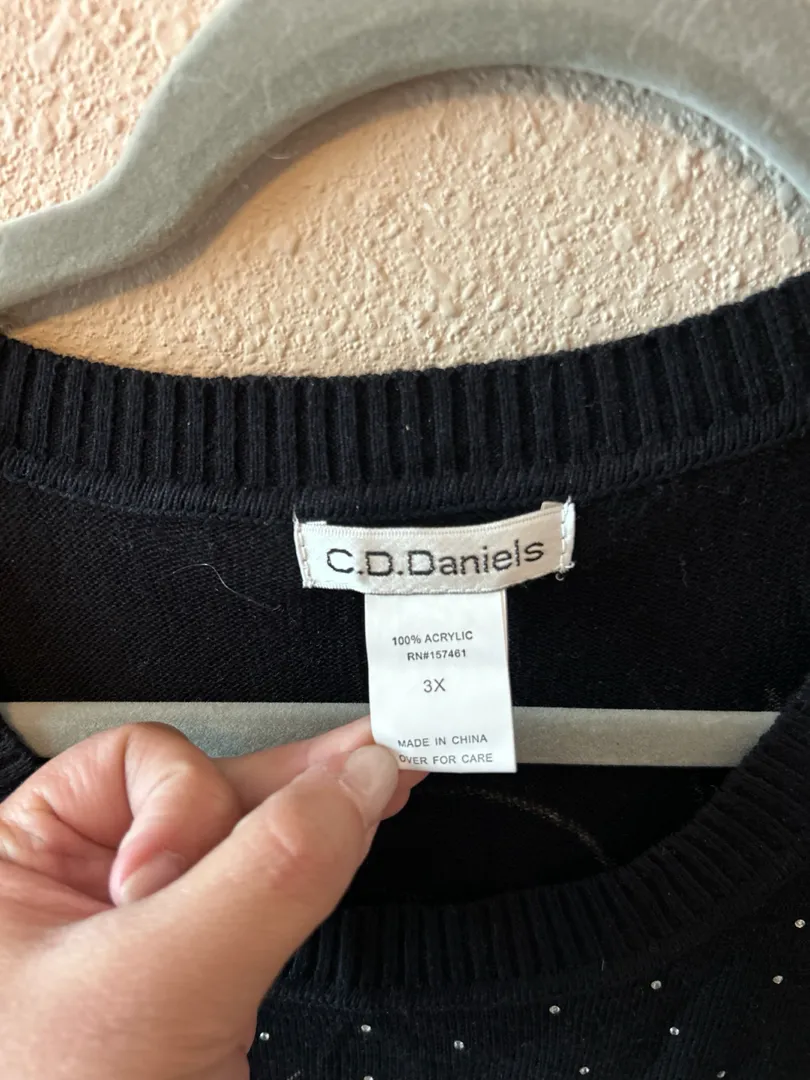 C.D.Daniels
100% ACRYLIC
RN#157461
3X
MADE IN CHINA
OVER FOR CARE